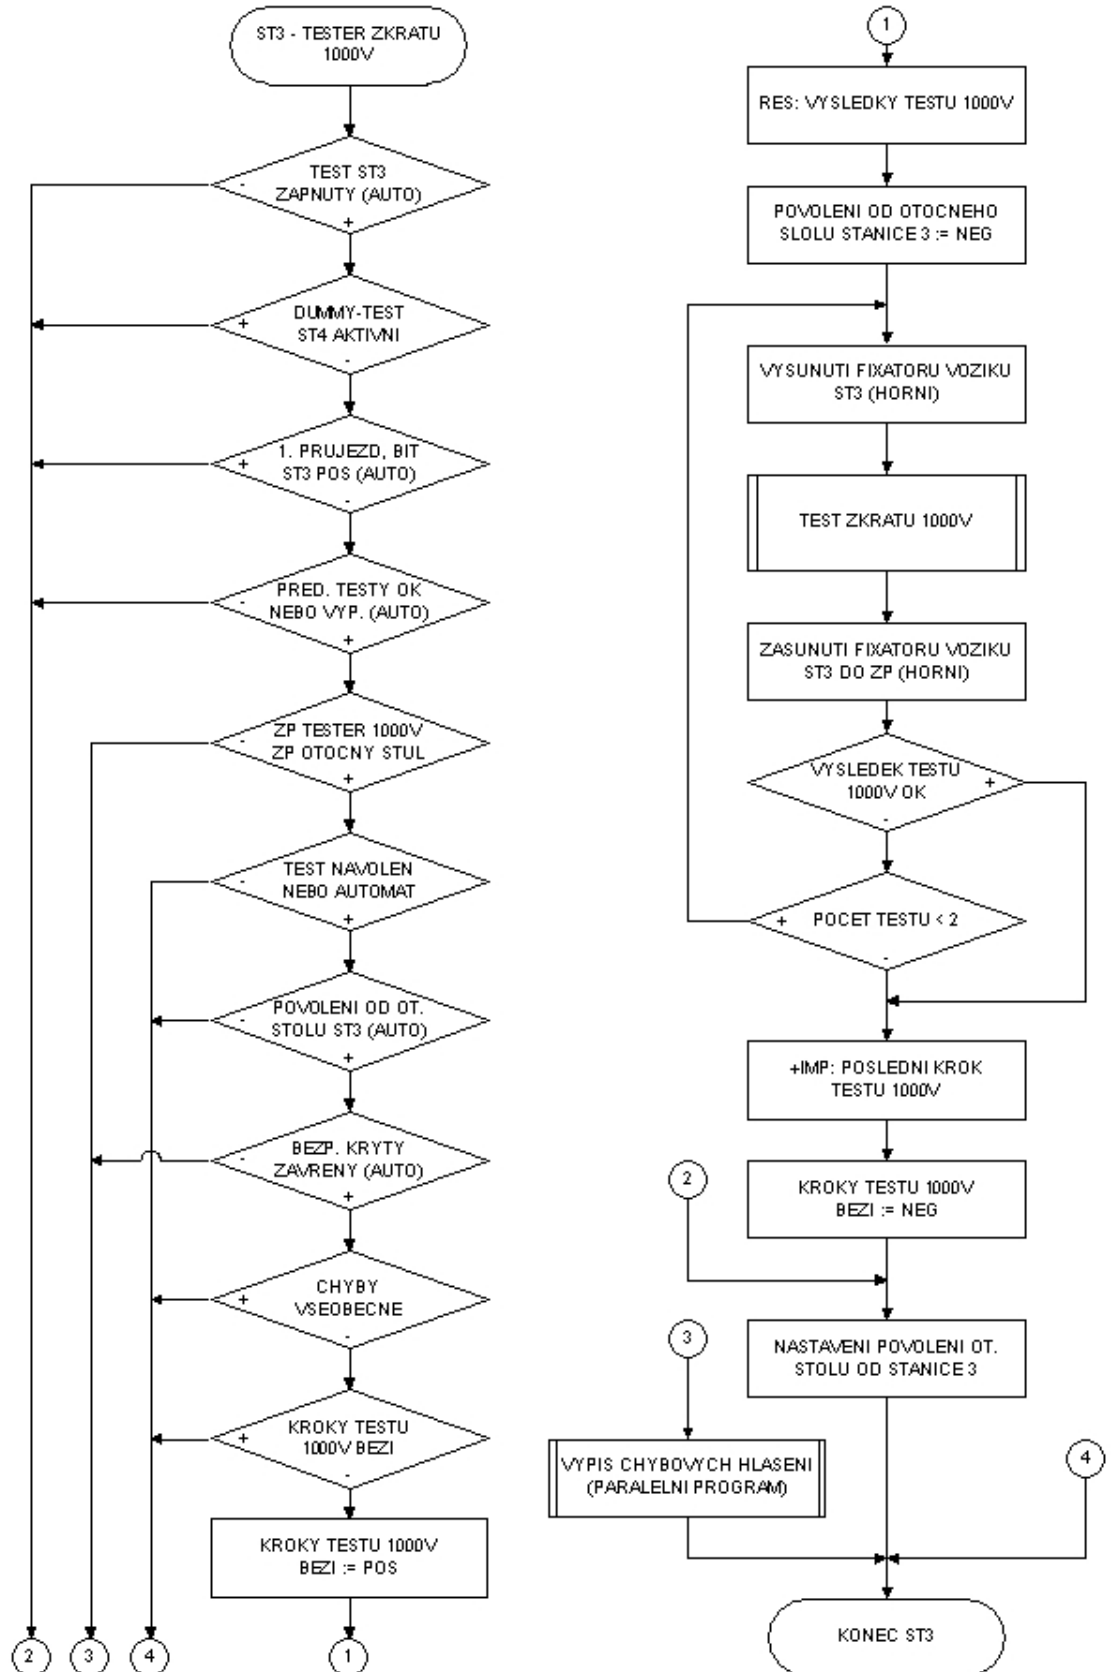 ST3 - TESTER ZKRATU
1000V
TEST ST3
ZAPNUTY (AUTO)
-
+
DUMMY-TEST
ST4 AKTIVNI
+
-
1. PRUJEZD, BIT
ST3 POS (AUTO)
+
-
PRED. TESTY OK
NEBO VYP. (AUTO)
-
+
ZP TESTER 1000V
ZP OTOCNY STUL
-
+
TEST NAVOLEN
NEBO AUTOMAT
-
+
POVOLENI OD OT.
STOLU ST3 (AUTO)
-
+
BEZP. KRYTY
ZAVRENY (AUTO)
-
+
CHYBY
VSEOBECNE
+
-
KROKY TESTU
1000V BEZI
+
-
KROKY TESTU 1000V
BEZI := POS
2
3
4
1
1
RES: VYSLEDKY TESTU 1000V
POVOLENI OD OTOCNEHO
SLOLU STANICE 3 := NEG
VYSUNUTI FIXATORU VOZIKU
ST3 (HORNI)
TEST ZKRATU 1000V
ZASUNUTI FIXATORU VOZIKU
ST3 DO ZP (HORNI)
VYSLEDEK TESTU
1000V OK
+
-
POCET TESTU < 2
+
-
+IMP: POSLEDNI KROK
TESTU 1000V
KROKY TESTU 1000V
BEZI := NEG
2
NASTAVENI POVOLENI OT.
STOLU OD STANICE 3
3
VYPIS CHYBOVYCH HLASENI
(PARALELNI PROGRAM)
4
KONEC ST3